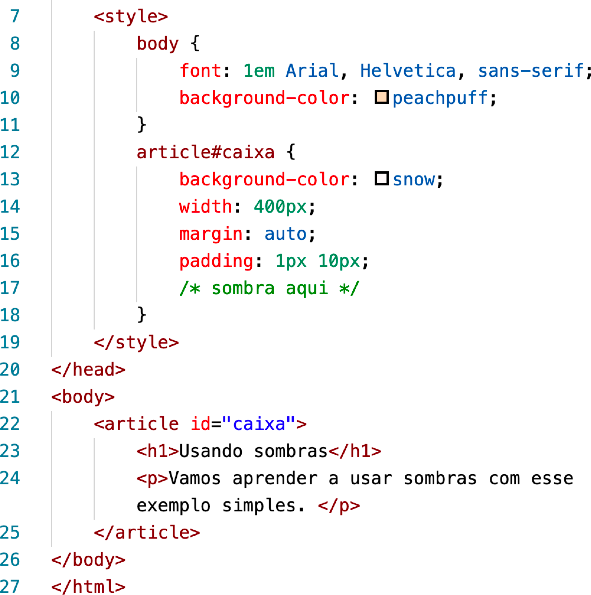 7 <style>
8 body {
9 font: 1em Arial, Helvetica, sans-serif;
10 background-color: peachpuff;
11 }
12 article#caixa {
13 background-color: snow;
14 width: 400px;
15 margin: auto;
16 padding: 1px 10px;
17 /* sombra aqui */
18 }
19 </style>
20 </head>
21 <body>
22 <article id="caixa">
23 <h1>Usando sombras</h1>
24 <p>Vamos aprender a usar sombras com esse
exemplo simples. </p>
25 </article>
26 </body>
27 </html>